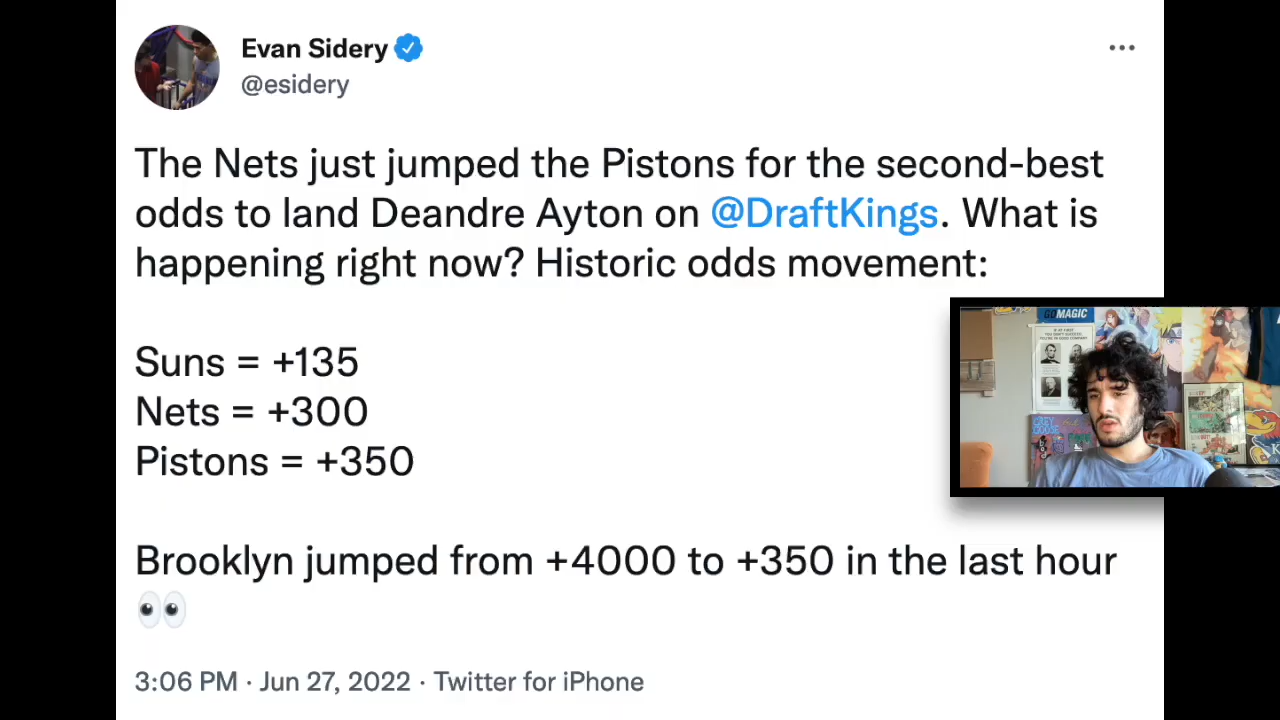 Evan Sidery
@esidery
The Nets just jumped the Pistons for the second-best
odds to land Deandre Ayton on @DraftKings. What is
happening right now? Historic odds movement:
Suns = +135
Nets = +300
Pistons = +350
Brooklyn jumped from +4000 to +350 in the last hour
👀
3:06 PM · Jun 27, 2022 · Twitter for iPhone
GO MAGIC